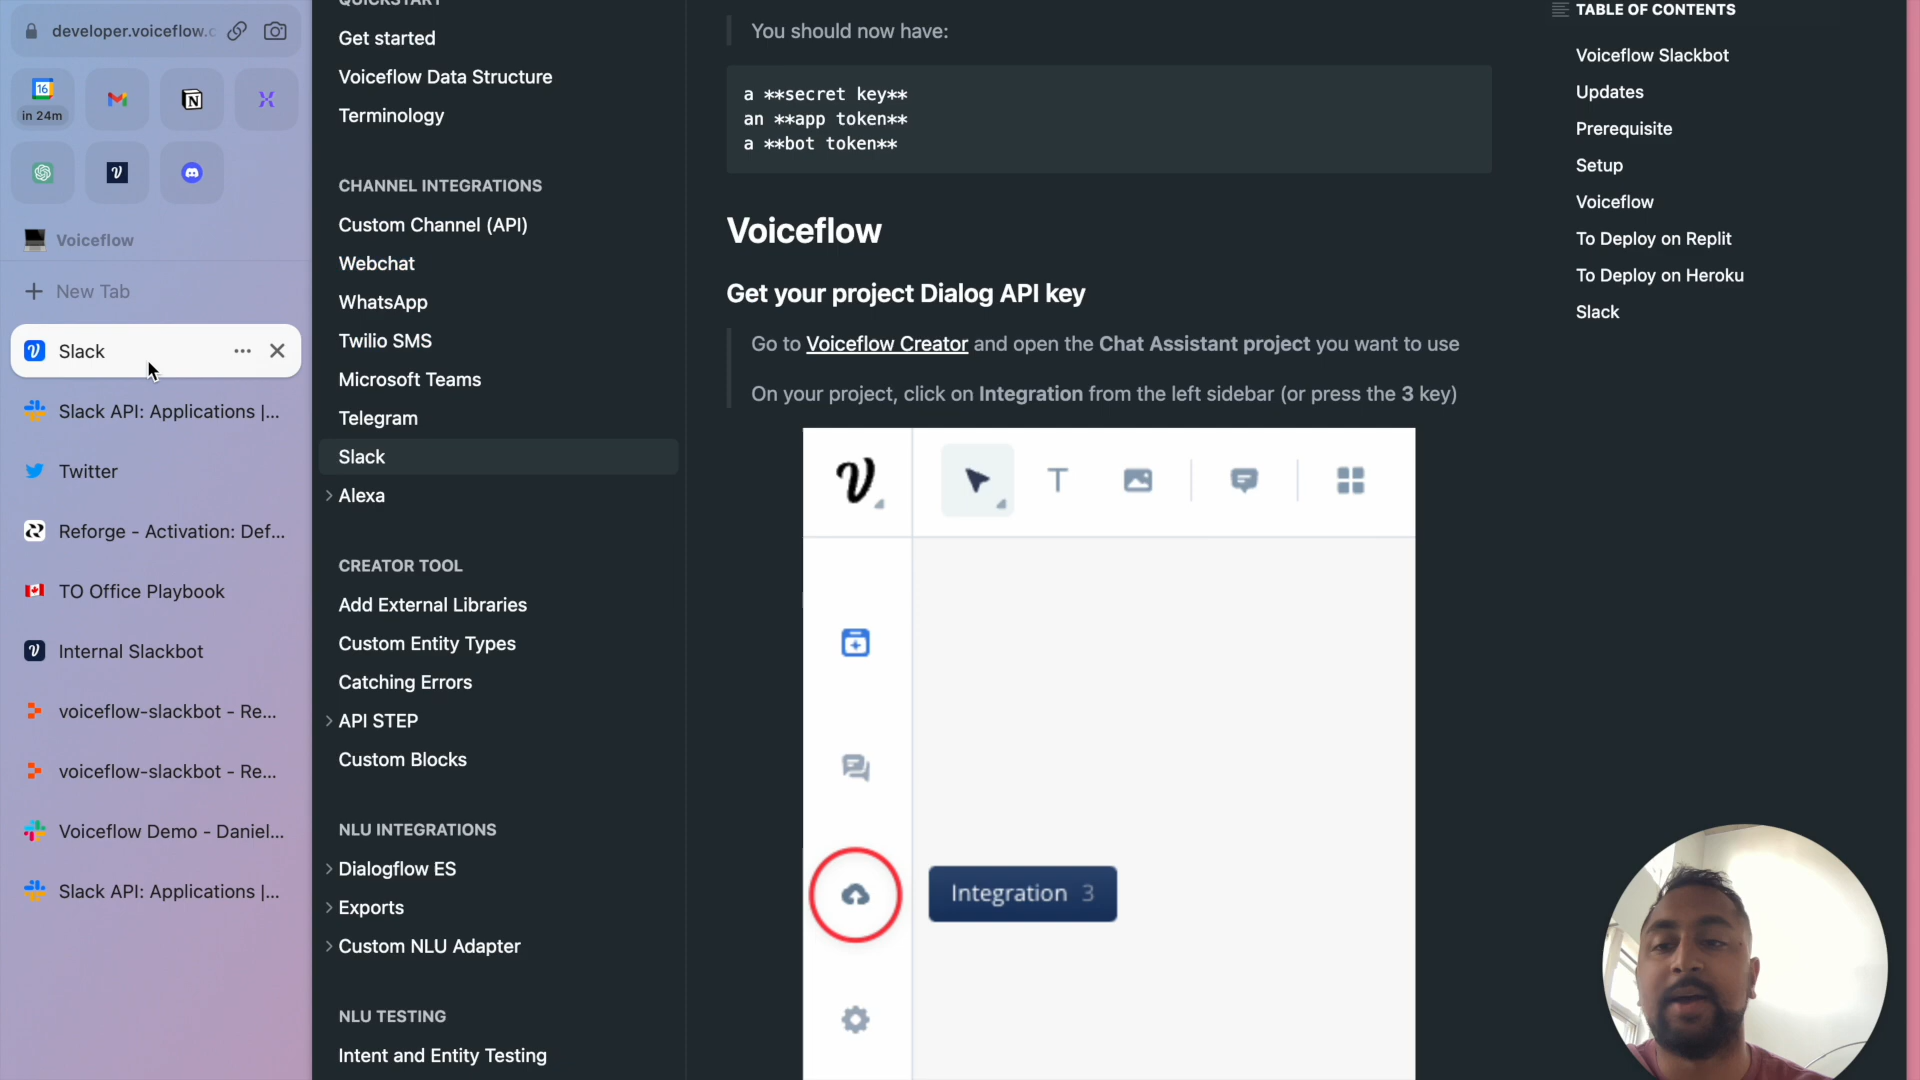 developer.voiceflow.c
16
in 24m
Voiceflow
New Tab
Slack
Slack API: Applications |...
Twitter
Reforge - Activation: Def...
TO Office Playbook
Internal Slackbot
voiceflow-slackbot - Re...
voiceflow-slackbot - Re...
Voiceflow Demo - Daniel...
Slack API: Applications |...
QUICKSTART
Get started
Voiceflow Data Structure
Terminology
CHANNEL INTEGRATIONS
Custom Channel (API)
Webchat
WhatsApp
Twilio SMS
Microsoft Teams
Telegram
Slack
Alexa
CREATOR TOOL
Add External Libraries
Custom Entity Types
Catching Errors
API STEP
Custom Blocks
NLU INTEGRATIONS
Dialogflow ES
Exports
Custom NLU Adapter
NLU TESTING
Intent and Entity Testing
You should now have:
a **secret key**
an **app token**
a **bot token**
Voiceflow
Get your project Dialog API key
Go to Voiceflow Creator and open the Chat Assistant project you want to use
On your project, click on Integration from the left sidebar (or press the 3 key)
T
Integration 3
TABLE OF CONTENTS
Voiceflow Slackbot
Updates
Prerequisite
Setup
Voiceflow
To Deploy on Replit
To Deploy on Heroku
Slack